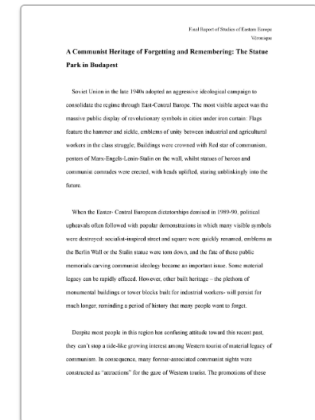 Final Report of Studies of Eastern Europe
Véronique
A Communist Heritage of Forgetting and Remembering: The Statue
Park in Budapest
Soviet Union in the late 1940s adopted an aggressive ideological campaign to
consolidate the regime through East-Central Europe. The most visible aspect was the
massive public display of revolutionary symbols in cities under iron curtain: Flags
feature the hammer and sickle, emblems of unity between industrial and agricultural
workers in the class struggle; Buildings were crowned with Red star of communism,
posters of Marx-Engels-Lenin-Stalin on the wall, whilst statues of heroes and
communist comrades were erected, with heads uplifted, staring unblinkingly into the
future.
When the Easter- Central European dictatorships demised in 1989-90, political
upheavals often followed with popular demonstrations in which many visible symbols
were destroyed: socialist-inspired street and square were quickly renamed, emblems as
the Berlin Wall or the Stalin status were torn down, and the fate of those public
memorials carving communist ideology became an important issue. Some material
legacy can be rapidly effaced. However, other built heritage – the plethora of
monumental buildings or tower blocks built for industrial workers- will persist for
much longer, reminding a period of history that many people want to forget.
Despite most people in this region has conflicting attitude toward this recent past,
they can't stop a tide-like growing interest among Western tourist of material legacy of
communism. In consequence, many former-associated communist sights were
constructed as "attractions" for the gaze of Western tourist. The promotions of these